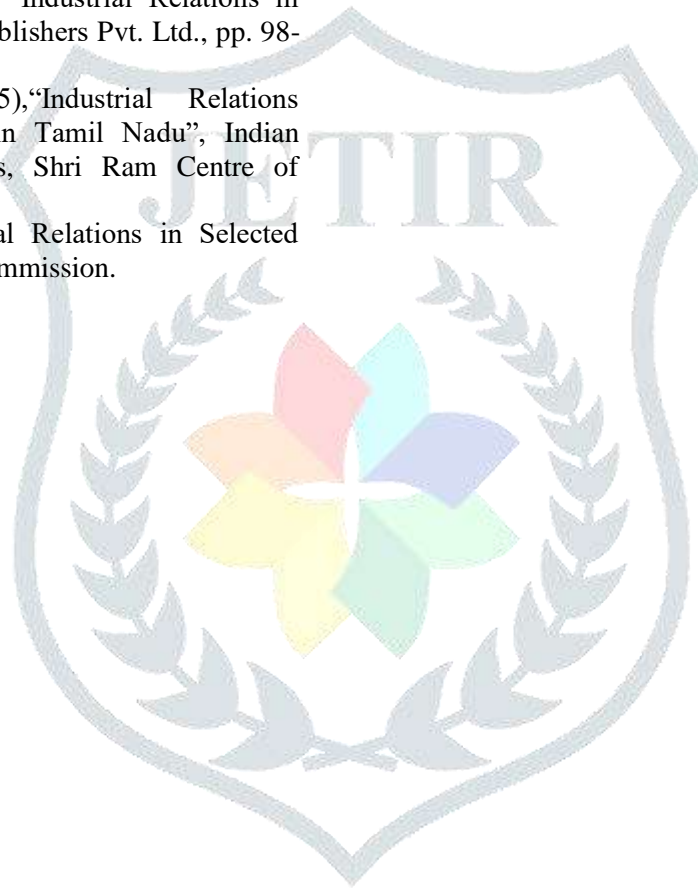 Industrial Relations in
blishers Pvt. Ltd., pp. 98-
5),“Industrial Relations
in Tamil Nadu”, Indian
s, Shri Ram Centre of
al Relations in Selected
mmission.
JETIR